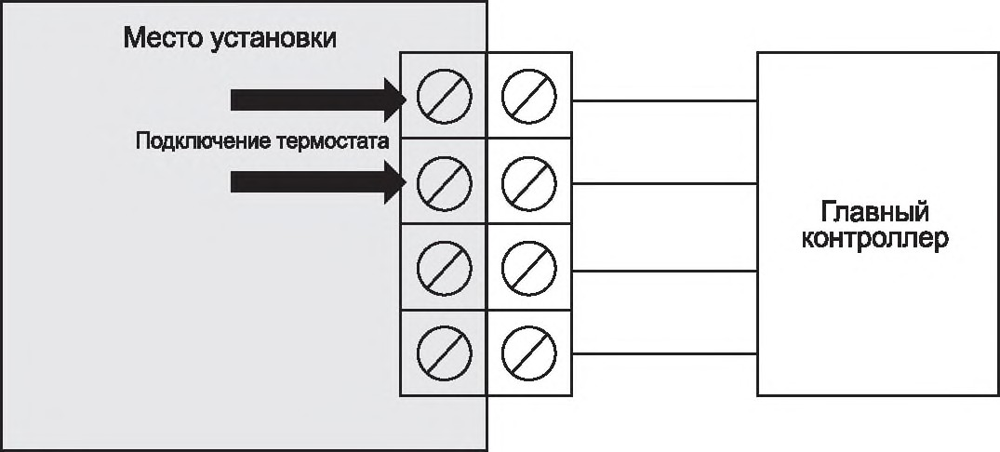 Место установки
Подключение термостата
Главный
контроллер